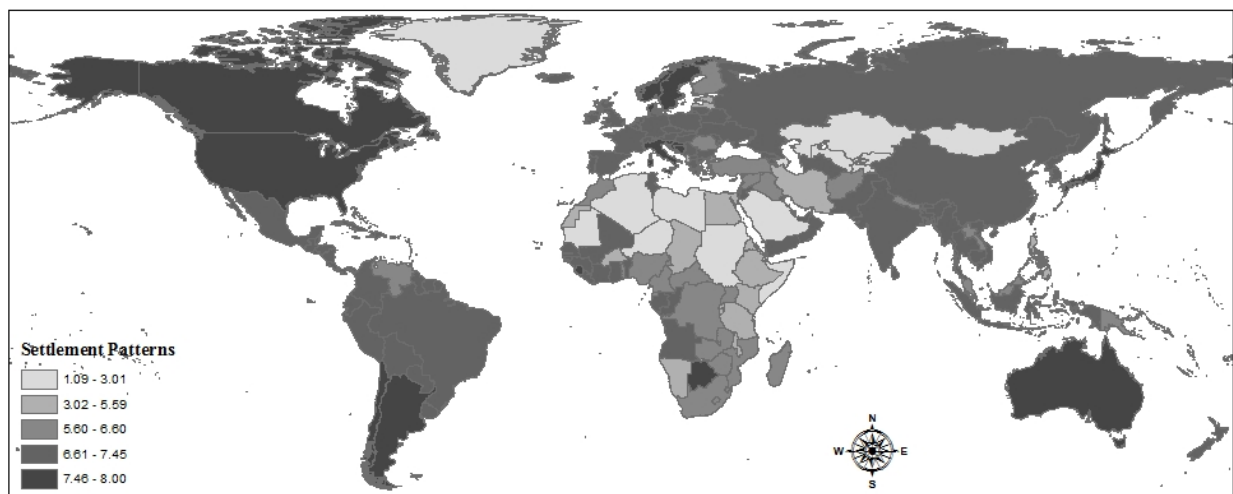 Settlement Patterns
1.09 - 3.01
3.02 - 5.59
5.60 - 6.60
6.61 - 7.45
7.46 - 8.00
N
W E
S